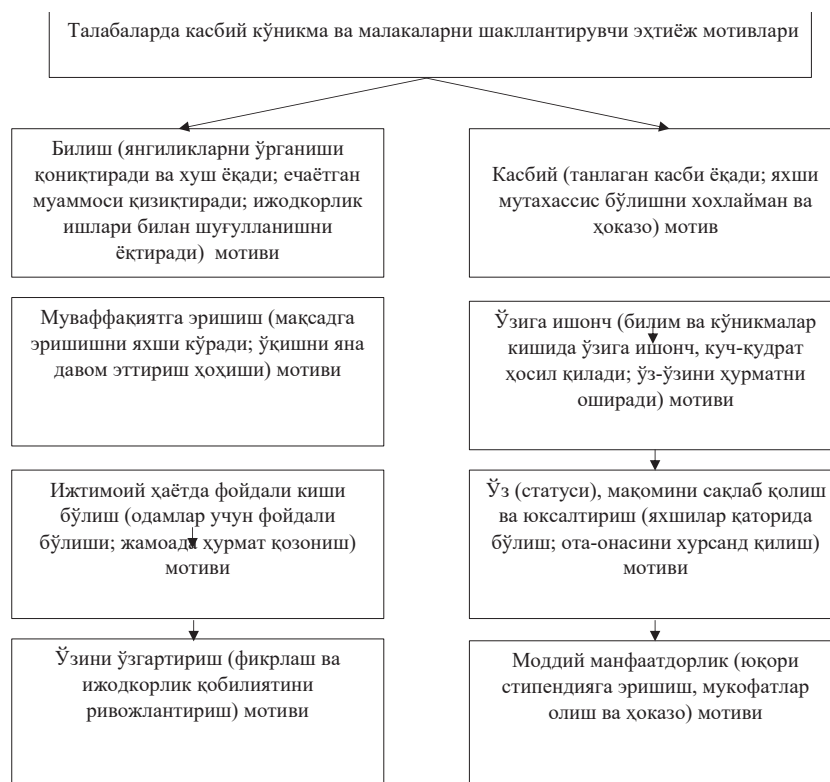 Талабаларда касбий кўникма ва малакаларни шакллантирувчи эҳтиёж мотивлари
Билиш (янгиликларни ўрганиши
қониқтиради ва хуш ёқади; ечаётган
муаммоси қизиқтиради; ижодкорлик
ишлари билан шуғулланишни
ёқтиради) мотиви
Касбий (танлаган касби ёқади; яхши
мутахассис бўлишни хохлайман ва
ҳоказо) мотив
Муваффақиятга эришиш (мақсадга
эришишни яхши кўради; ўқишни яна
давом эттириш ҳоҳиши) мотиви
Ўзига ишонч (билим ва кўникмалар
кишида ўзига ишонч, куч-қудрат
ҳосил қилади; ўз-ўзини ҳурматни
оширади) мотиви
Ижтимоий ҳаётда фойдали киши
бўлиш (одамлар учун фойдали
бўлиши; жамоада ҳурмат қозониш)
мотиви
Ўз (статуси), мақомини сақлаб қолиш
ва юксалтириш (яхшилар қаторида
бўлиш; ота-онасини хурсанд қилиш)
мотиви
Ўзини ўзгартириш (фикрлаш ва
ижодкорлик қобилиятини
ривожлантириш) мотиви
Моддий манфаатдорлик (юқори
стипендияга эришиш, мукофатлар
олиш ва ҳоказо) мотиви